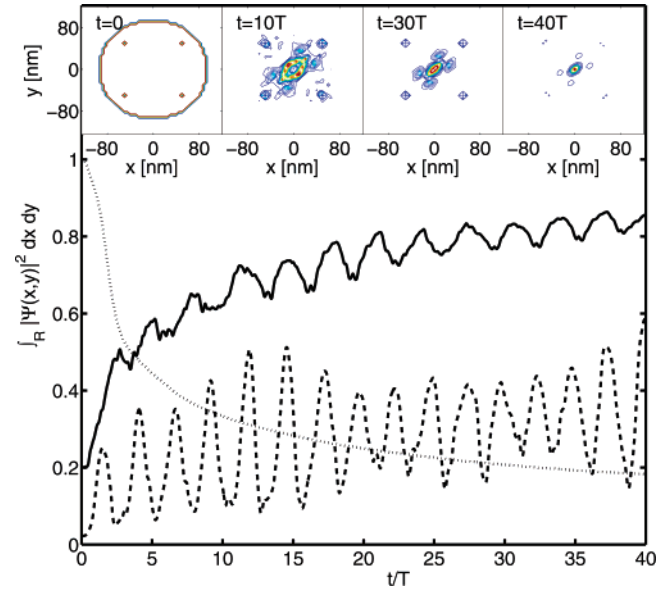 t=0 t=10T t=30T t=40T
y [nm]
80
0
−80
−80 0 80 −80 0 80 −80 0 80 −80 0 80
x [nm] x [nm] x [nm] x [nm]
∫R |Ψ(x,y)|² dx dy
1
0.8
0.6
0.4
0.2
0
0 5 10 15 20 25 30 35 40
t/T